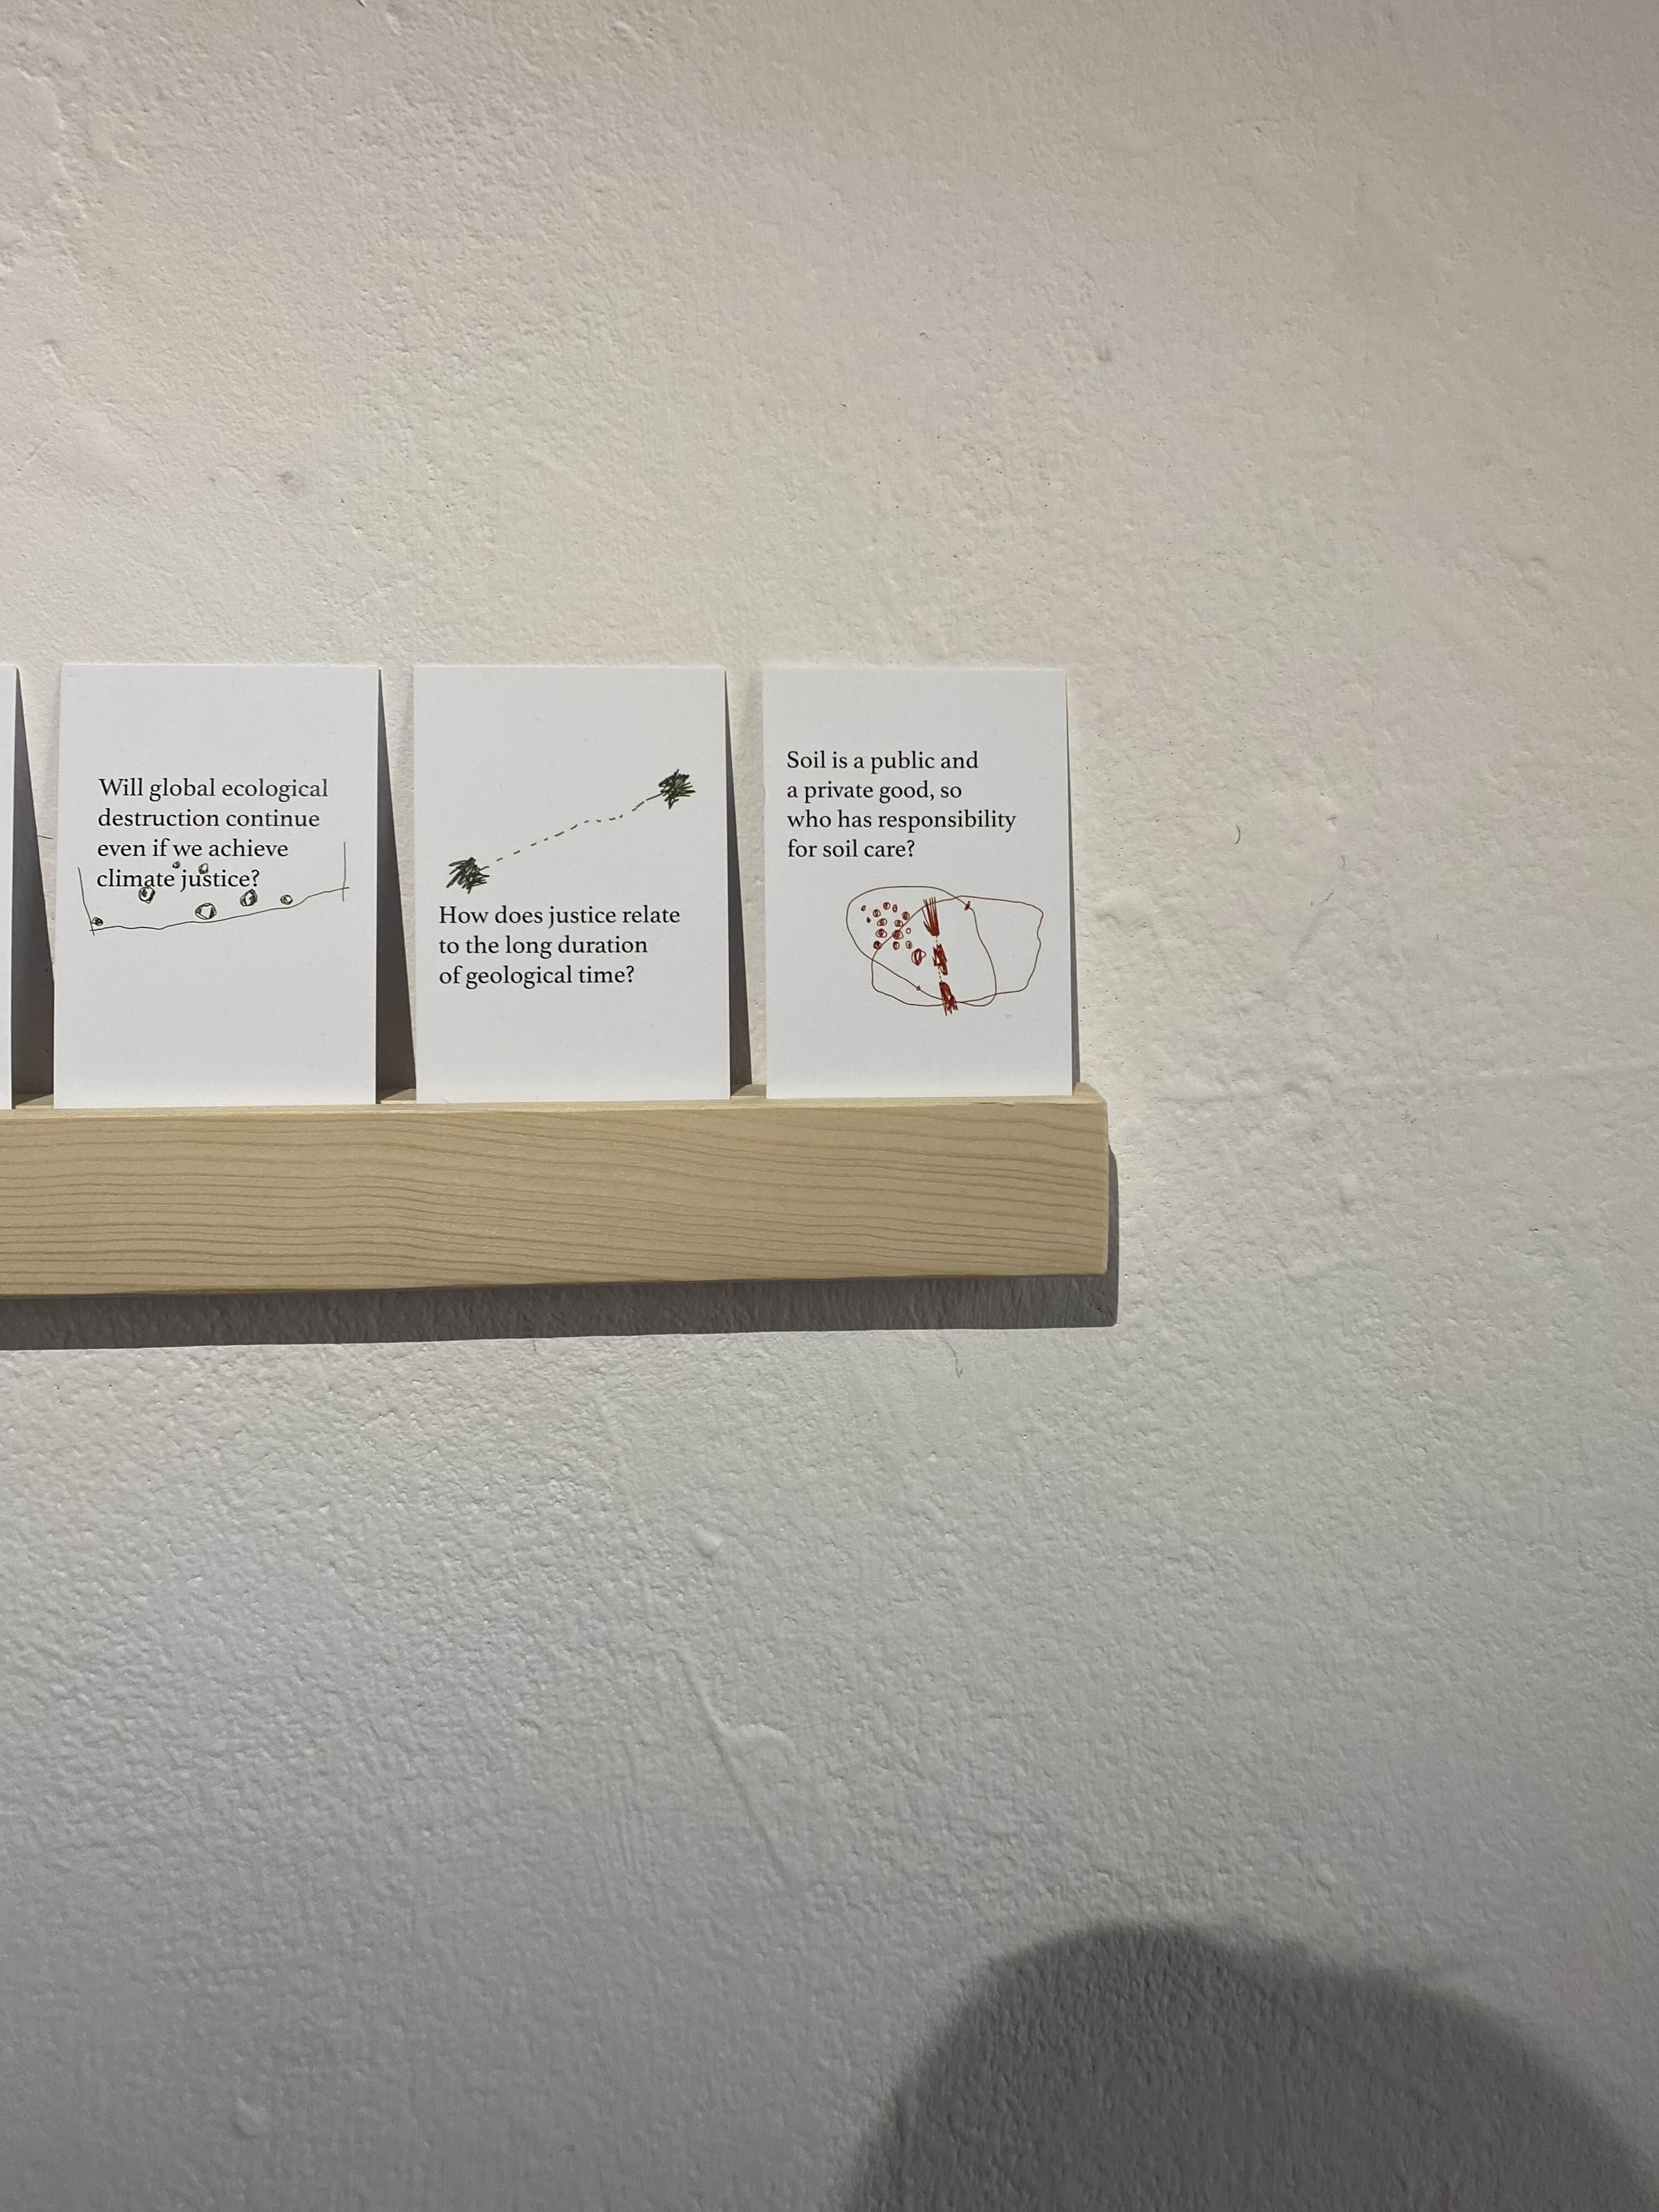 Will global ecological
destruction continue
even if we achieve
climate justice?
How does justice relate
to the long duration
of geological time?
Soil is a public and
a private good, so
who has responsibility
for soil care?